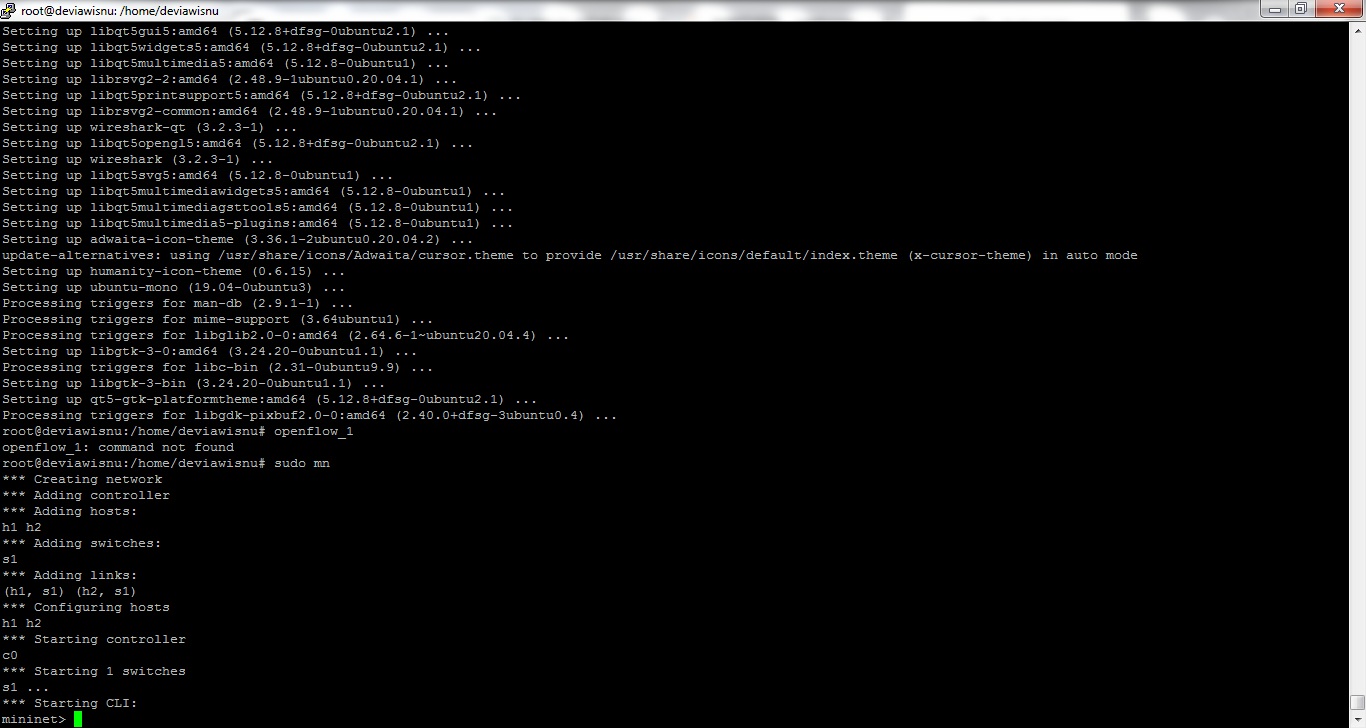 root@deviawisnu: /home/deviawisnu
Setting up libqt5gui5:amd64 (5.12.8+dfsg-0ubuntu2.1) ...
Setting up libqt5widgets5:amd64 (5.12.8+dfsg-0ubuntu2.1) ...
Setting up libqt5multimedia5:amd64 (5.12.8-0ubuntu1) ...
Setting up librsvg2-2:amd64 (2.48.9-1ubuntu0.20.04.1) ...
Setting up libqt5printsupport5:amd64 (5.12.8+dfsg-0ubuntu2.1) ...
Setting up librsvg2-common:amd64 (2.48.9-1ubuntu0.20.04.1) ...
Setting up wireshark-qt (3.2.3-1) ...
Setting up libqt5opengl5:amd64 (5.12.8+dfsg-0ubuntu2.1) ...
Setting up wireshark (3.2.3-1) ...
Setting up libqt5svg5:amd64 (5.12.8-0ubuntu1) ...
Setting up libqt5multimediawidgets5:amd64 (5.12.8-0ubuntu1) ...
Setting up libqt5multimediagsttools5:amd64 (5.12.8-0ubuntu1) ...
Setting up libqt5multimedia5-plugins:amd64 (5.12.8-0ubuntu1) ...
Setting up adwaita-icon-theme (3.36.1-2ubuntu0.20.04.2) ...
update-alternatives: using /usr/share/icons/Adwaita/cursor.theme to provide /usr/share/icons/default/index.theme (x-cursor-theme) in auto mode
Setting up humanity-icon-theme (0.6.15) ...
Setting up ubuntu-mono (19.04-0ubuntu3) ...
Processing triggers for man-db (2.9.1-1) ...
Processing triggers for mime-support (3.64ubuntu1) ...
Processing triggers for libglib2.0-0:amd64 (2.64.6-1~ubuntu20.04.4) ...
Setting up libgtk-3-0:amd64 (3.24.20-0ubuntu1.1) ...
Processing triggers for libc-bin (2.31-0ubuntu9.9) ...
Setting up libgtk-3-bin (3.24.20-0ubuntu1.1) ...
Setting up qt5-gtk-platformtheme:amd64 (5.12.8+dfsg-0ubuntu2.1) ...
Processing triggers for libgdk-pixbuf2.0-0:amd64 (2.40.0+dfsg-3ubuntu0.4) ...
root@deviawisnu:/home/deviawisnu# openflow_1
openflow_1: command not found
root@deviawisnu:/home/deviawisnu# sudo mn
*** Creating network
*** Adding controller
*** Adding hosts:
h1 h2
*** Adding switches:
s1
*** Adding links:
(h1, s1) (h2, s1)
*** Configuring hosts
h1 h2
*** Starting controller
c0
*** Starting 1 switches
s1 ...
*** Starting CLI:
mininet>